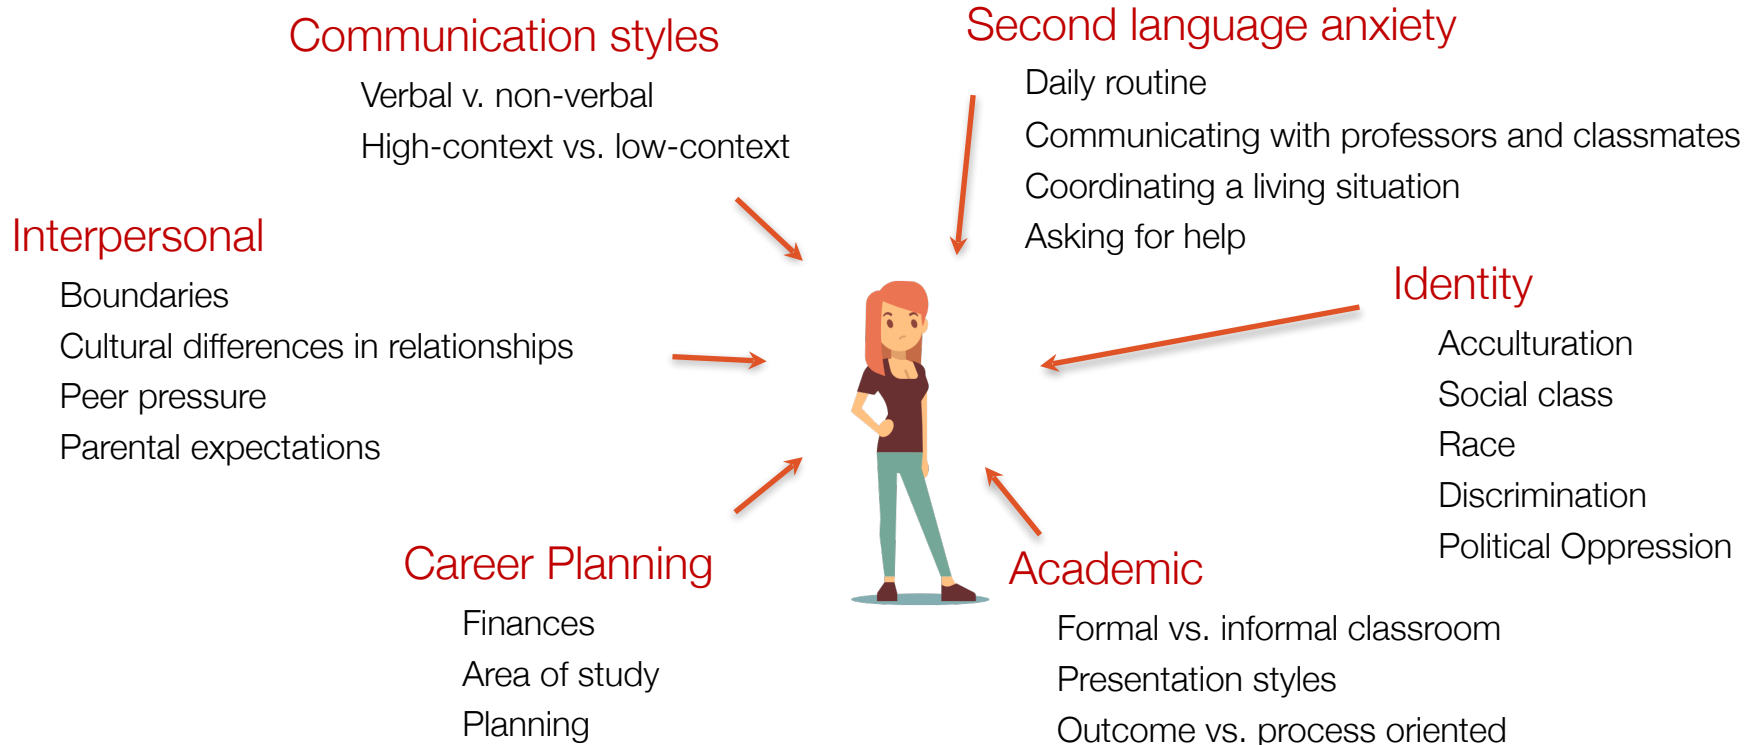 Communication styles
Verbal v. non-verbal
High-context vs. low-context
Second language anxiety
Daily routine
Communicating with professors and classmates
Coordinating a living situation
Asking for help
Interpersonal
Boundaries
Cultural differences in relationships
Peer pressure
Parental expectations
Identity
Acculturation
Social class
Race
Discrimination
Political Oppression
Career Planning
Finances
Area of study
Planning
Academic
Formal vs. informal classroom
Presentation styles
Outcome vs. process oriented